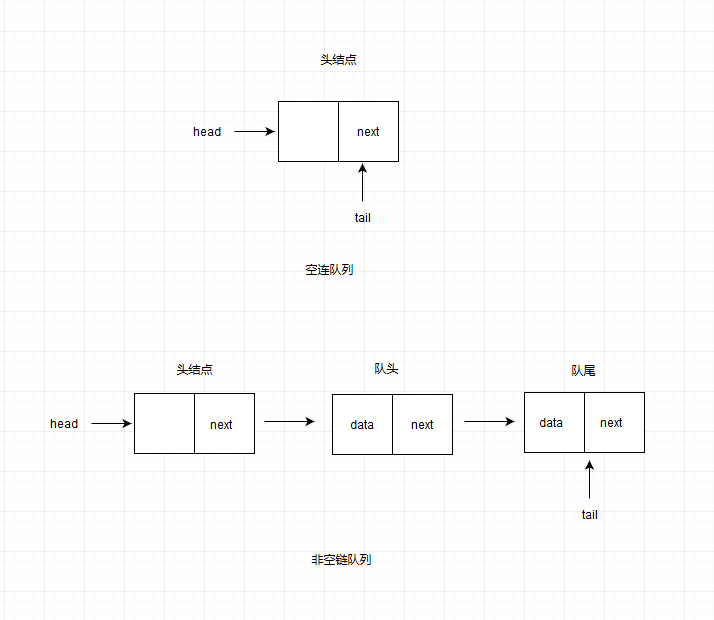 头结点
head
next
tail
空连队列
头结点
队头
队尾
head
next
data
next
data
next
tail
非空链队列